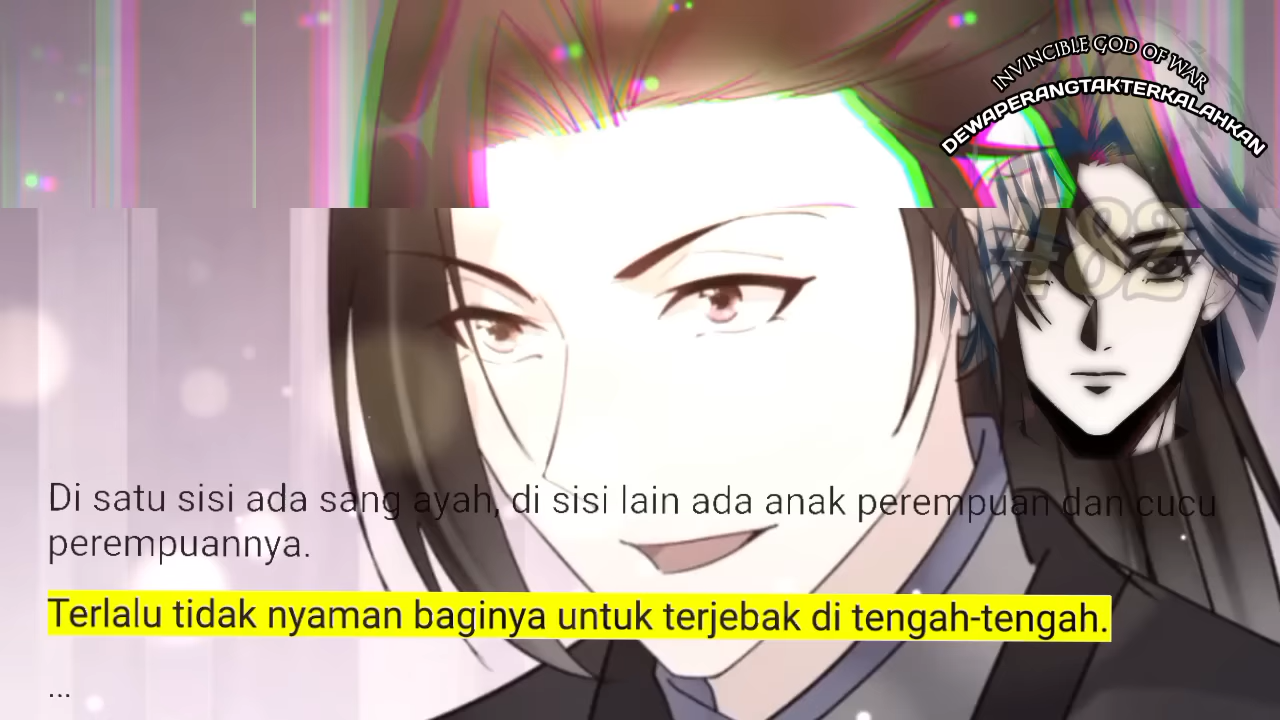 INVINCIBLE GOD OF WAR
DEWAPERANGTAKTERKALAHKAN
482
Di satu sisi ada sang ayah, di sisi lain ada anak perempuan dan cucu
perempuannya.
Terlalu tidak nyaman baginya untuk terjebak di tengah-tengah.
...